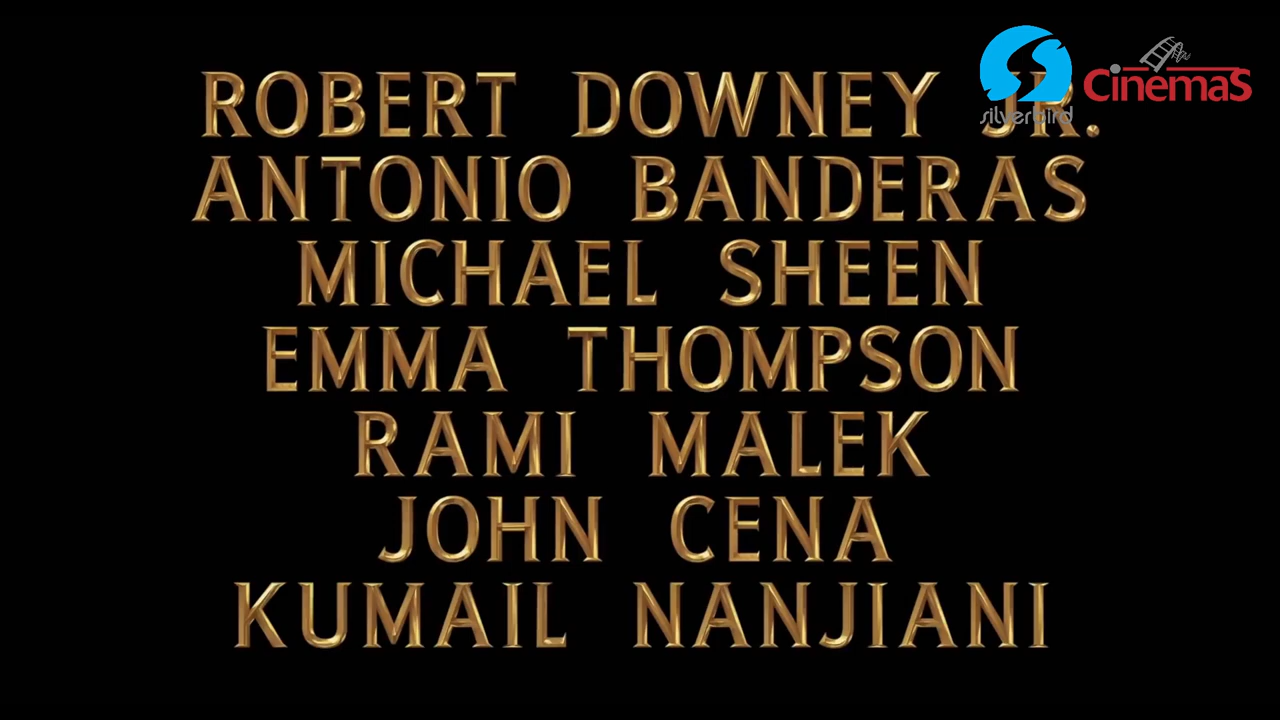 ROBERT DOWNEY JR.
ANTONIO BANDERAS
MICHAEL SHEEN
EMMA THOMPSON
RAMI MALEK
JOHN CENA
KUMAIL NANJIANI
silverbird
CinemaS